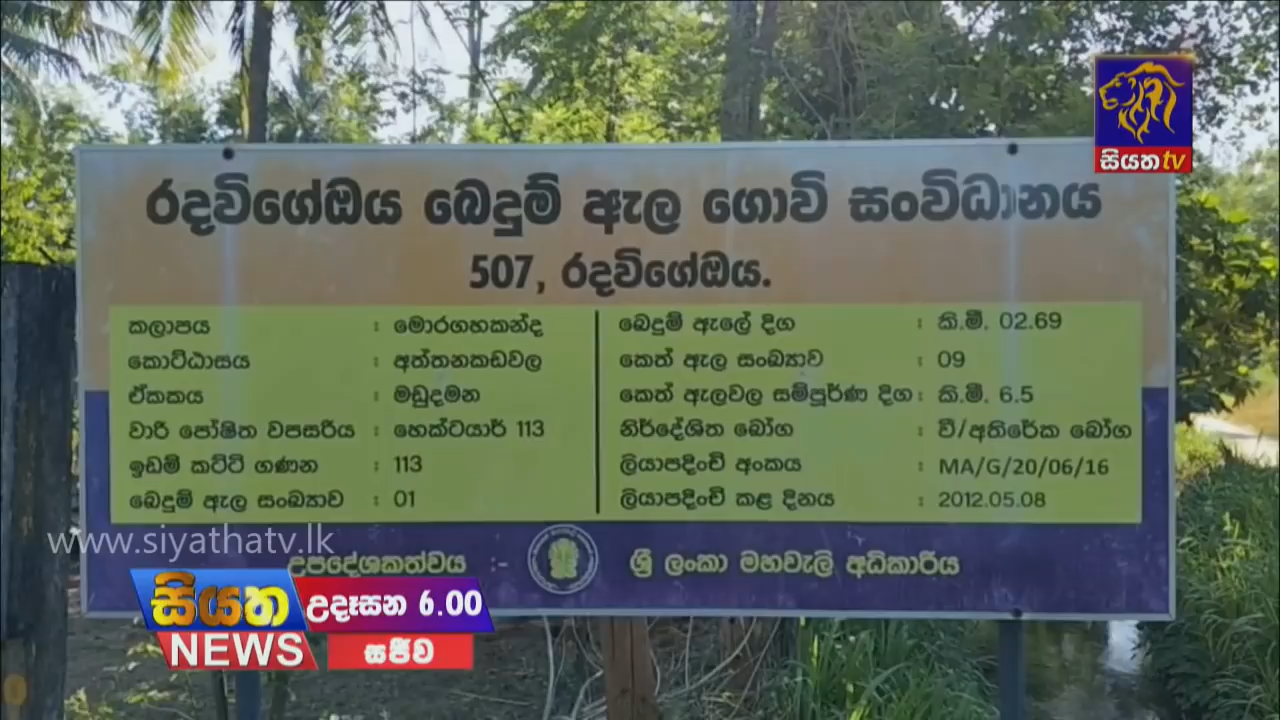 සියත tv
රදවිගේඔය බෙදුම් ඇල ගොවි සංවිධානය
507, රදවිගේඔය.
කලාපය : මොරගහකන්ද
කොට්ඨාසය : අත්තනකඩවල
ඒකකය : මඩුදමන
වාරි පෝෂිත වපසරිය : හෙක්ටයාර් 113
ඉඩම් කට්ටි ගණන : 113
බෙදුම් ඇල සංඛ්‍යාව : 01
බෙදුම් ඇලේ දිග : කි.මී. 02.69
කෙත් ඇල සංඛ්‍යාව : 09
කෙත් ඇලවල සම්පූර්ණ දිග : කි.මී. 6.5
නිර්දේශිත බෝග : වී/අතිරේක බෝග
ලියාපදිංචි අංකය : MA/G/20/06/16
ලියාපදිංචි කළ දිනය : 2012.05.08
www.siyathatv.lk
උපදේශකත්වය :- ශ්‍රී ලංකා මහවැලි අධිකාරිය
සියත උදෑසන 6.00
NEWS සජීව